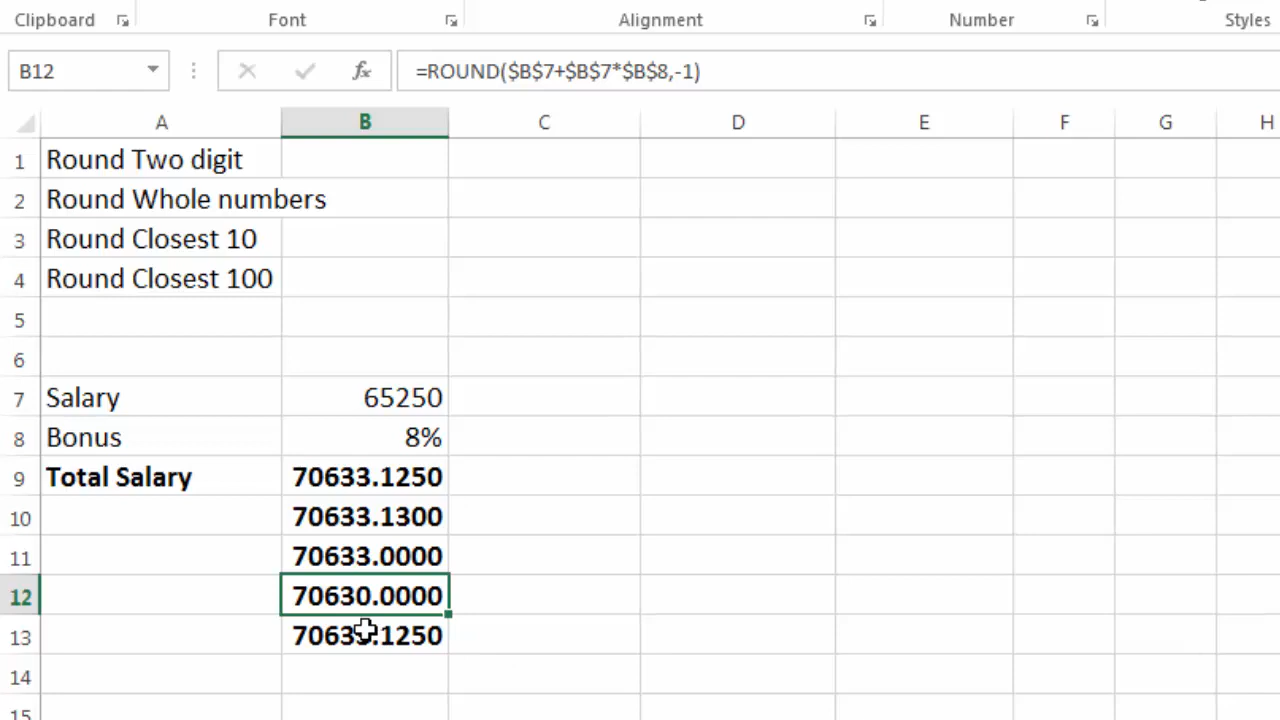 Clipboard Font Alignment Number Styles
B12 fx =ROUND($B$7+$B$7*$B$8,-1)
A B C D E F G H
1 Round Two digit
2 Round Whole numbers
3 Round Closest 10
4 Round Closest 100
5
6
7 Salary 65250
8 Bonus 8%
9 Total Salary 70633.1250
10 70633.1300
11 70633.0000
12 70630.0000
13 70633.1250
14
15